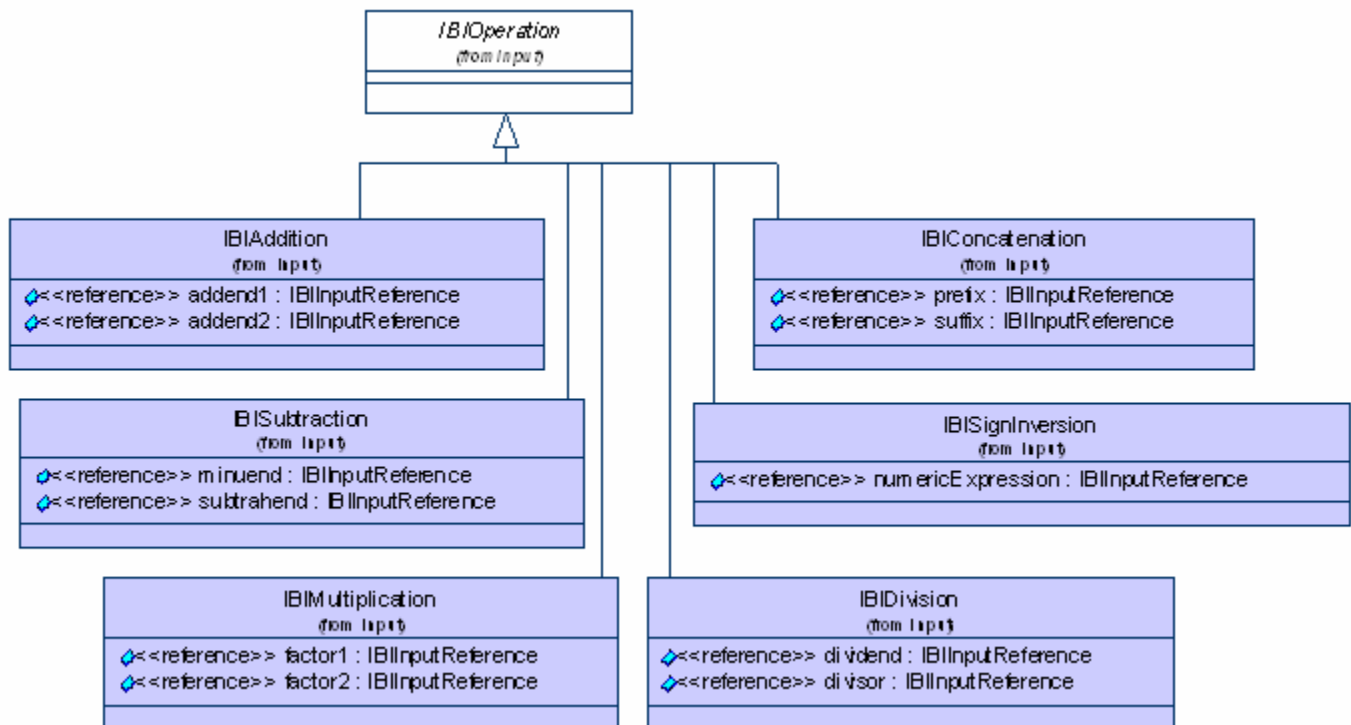 IBIOperation
(from Input)
IBIAddition
(from Input)
<<reference>> addend1 : IBIInputReference
<<reference>> addend2 : IBIInputReference
IBIConcatenation
(from Input)
<<reference>> prefix : IBIInputReference
<<reference>> suffix : IBIInputReference
IBISubtraction
(from Input)
<<reference>> minuend : IBIInputReference
<<reference>> subtrahend : IBIInputReference
IBISignInversion
(from Input)
<<reference>> numericExpression : IBIInputReference
IBIMultiplication
(from Input)
<<reference>> factor1 : IBIInputReference
<<reference>> factor2 : IBIInputReference
IBIDivision
(from Input)
<<reference>> dividend : IBIInputReference
<<reference>> divisor : IBIInputReference